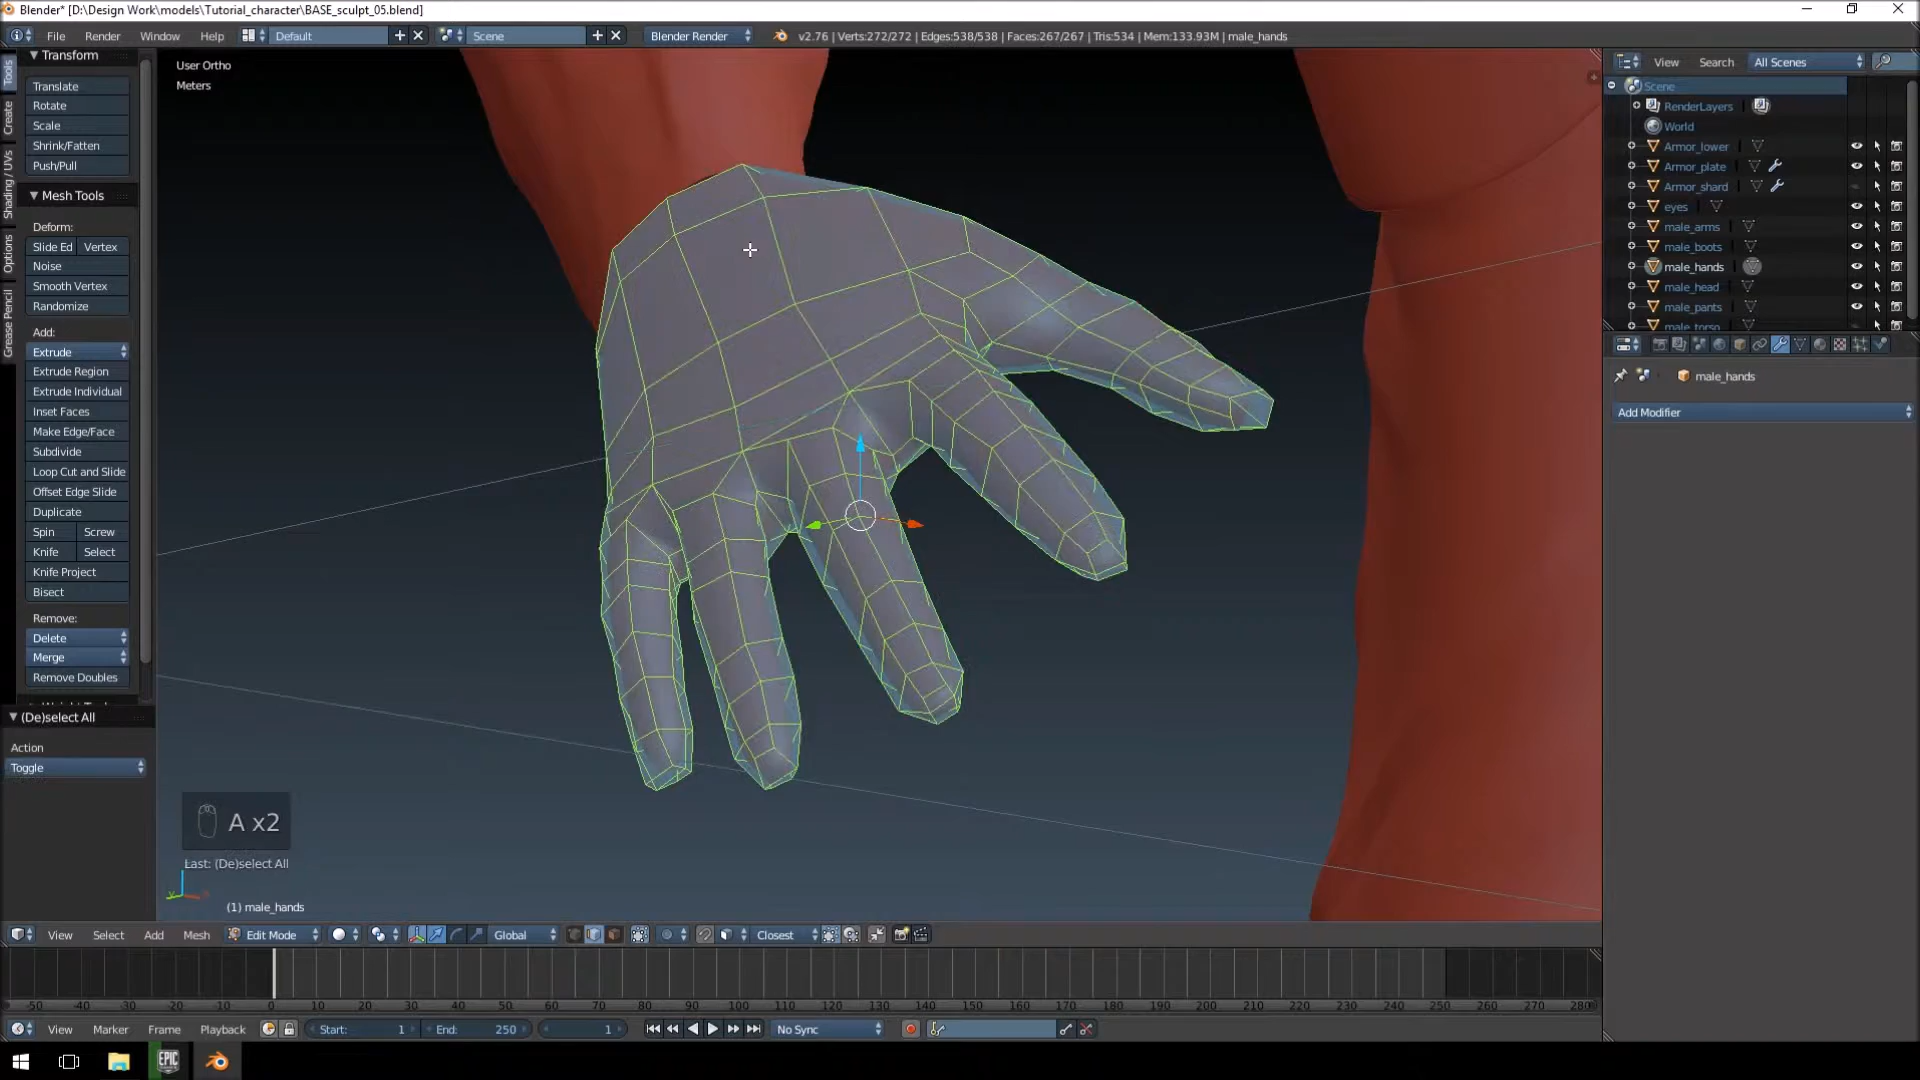 Blender* [D:\Design Work\models\Tutorial_character\BASE_sculpt_05.blend]
File Render Window Help Default Scene Blender Render v2.76 | Verts:272/272 | Edges:538/538 | Faces:267/267 | Tris:534 | Mem:133.93M | male_hands
Tools
Create
Shading / UVs
Options
Grease Pencil
Transform
Translate
Rotate
Scale
Shrink/Fatten
Push/Pull
Mesh Tools
Deform:
Slide Ed Vertex
Noise
Smooth Vertex
Randomize
Add:
Extrude
Extrude Region
Extrude Individual
Inset Faces
Make Edge/Face
Subdivide
Loop Cut and Slide
Offset Edge Slide
Duplicate
Spin Screw
Knife Select
Knife Project
Bisect
Remove:
Delete
Merge
Remove Doubles
(De)select All
Action
Toggle
User Ortho
Meters
A x2
Last: (De)select All
(1) male_hands
View Search All Scenes
Scene
RenderLayers
World
Armor_lower
Armor_plate
Armor_shard
eyes
male_arms
male_boots
male_hands
male_head
male_pants
male_torso
male_hands
Add Modifier
View Select Add Mesh Edit Mode Global Closest
-50 -40 -30 -20 -10 0 10 20 30 40 50 60 70 80 90 100 110 120 130 140 150 160 170 180 190 200 210 220 230 240 250 260 270 280
View Marker Frame Playback Start: 1 End: 250 1 No Sync
EPIC